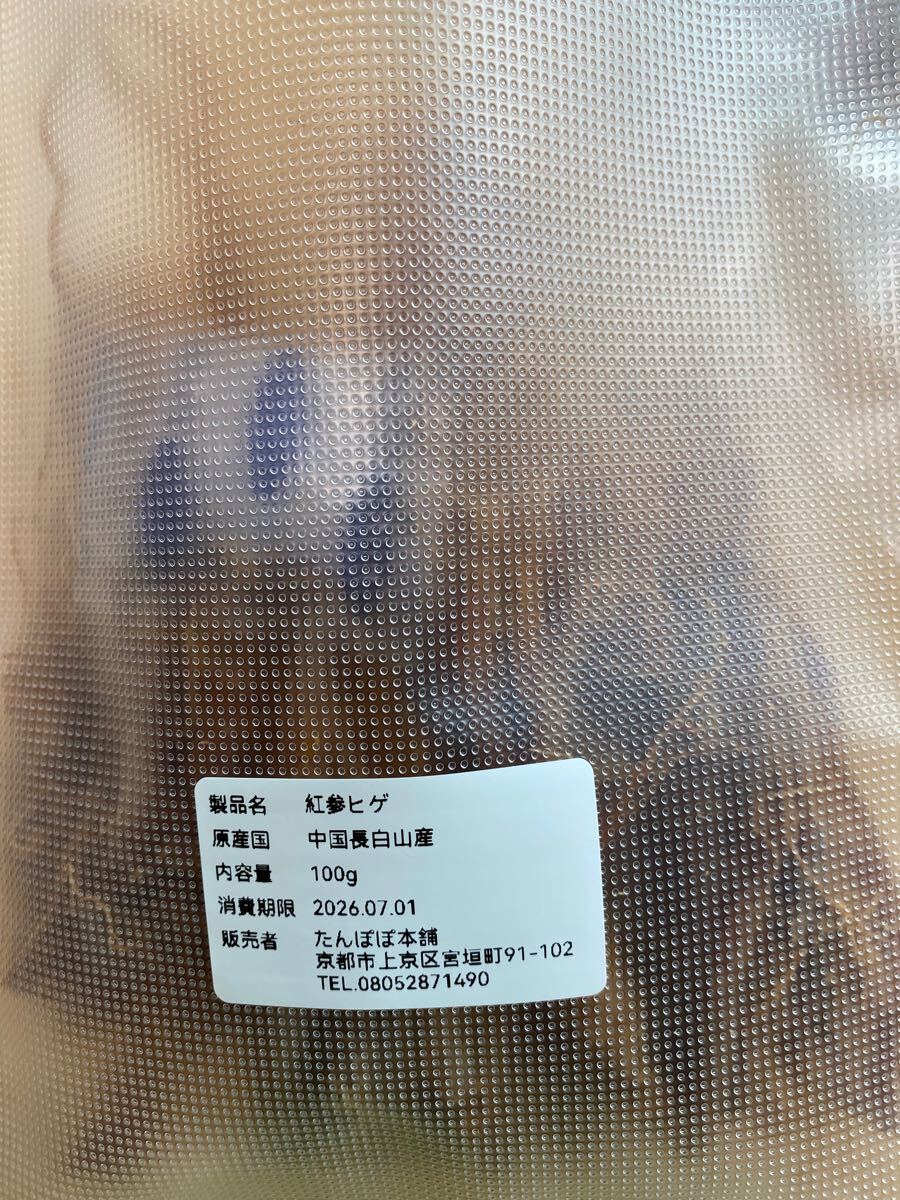 製品名 紅参ヒゲ
原産国 中国長白山産
内容量 100g
消費期限 2026.07.01
販売者 たんぽぽ本舗
京都市上京区宮垣町91-102
TEL.08052871490